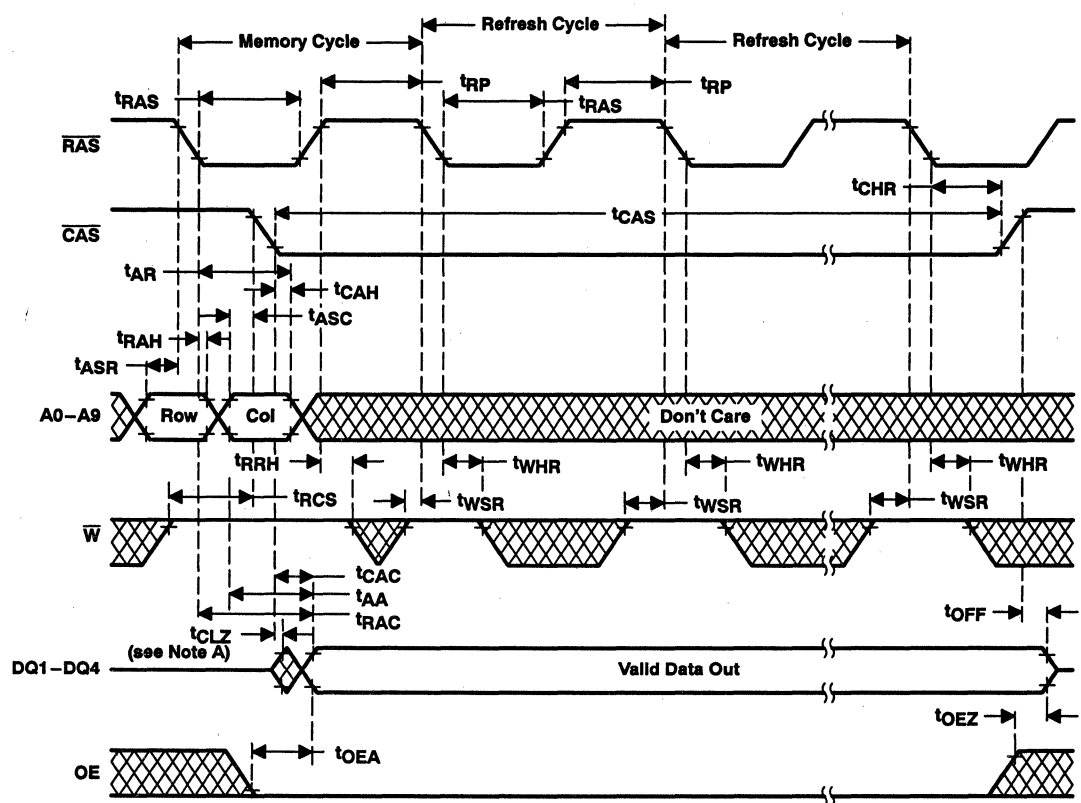 Refresh Cycle
Memory Cycle
Refresh Cycle
tRP
tRP
tRAS
tRAS
RAS
tCHR
tCAS
CAS
tAR
tCAH
tASC
tRAH
tASR
A0–A9
Row
Col
Don't Care
tRRH
tWHR
tWHR
tWHR
tRCS
tWSR
tWSR
tWSR
W
tCAC
tAA
tRAC
tOFF
tCLZ
(see Note A)
DQ1–DQ4
Valid Data Out
tOEZ
tOEA
OE